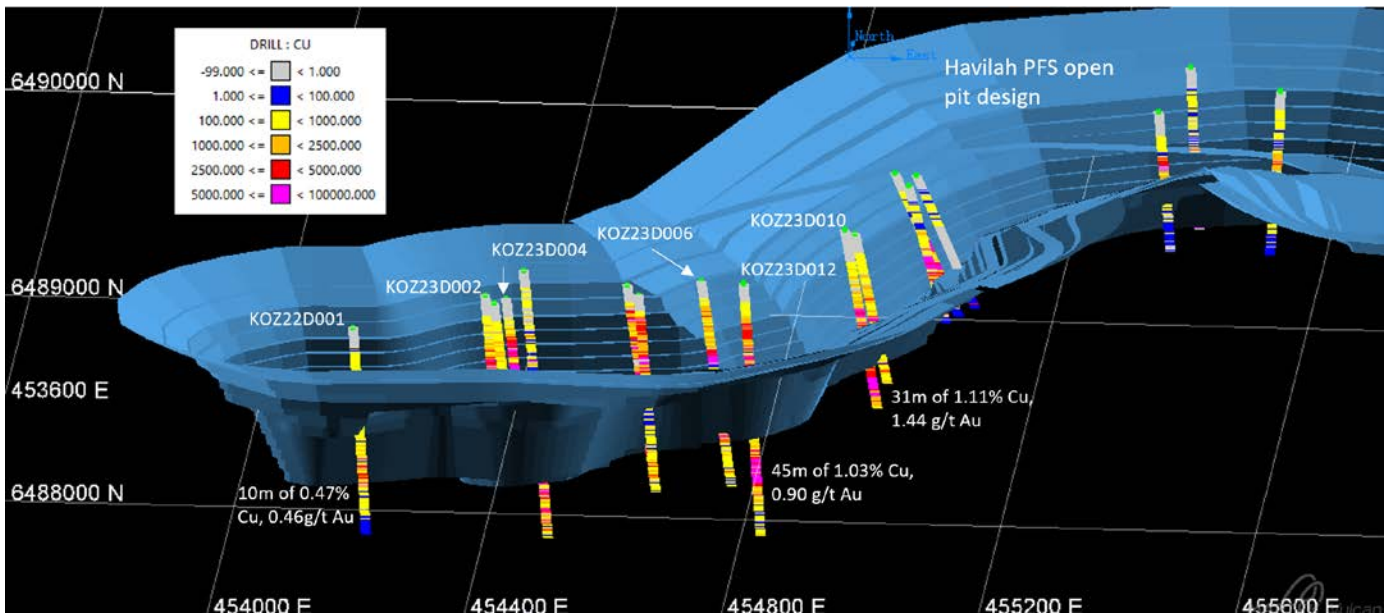 DRILL : CU
-99.000 <= < 1.000
1.000 <= < 100.000
100.000 <= < 1000.000
1000.000 <= < 2500.000
2500.000 <= < 5000.000
5000.000 <= < 100000.000
North
East
Havilah PFS open
pit design
6490000 N
KOZ23D010
KOZ23D006
KOZ23D004
KOZ23D012
KOZ23D002
6489000 N
KOZ22D001
453600 E
31m of 1.11% Cu,
1.44 g/t Au
45m of 1.03% Cu,
0.90 g/t Au
6488000 N
10m of 0.47%
Cu, 0.46g/t Au
454000 E
454400 E
454800 E
455200 E
455600 E